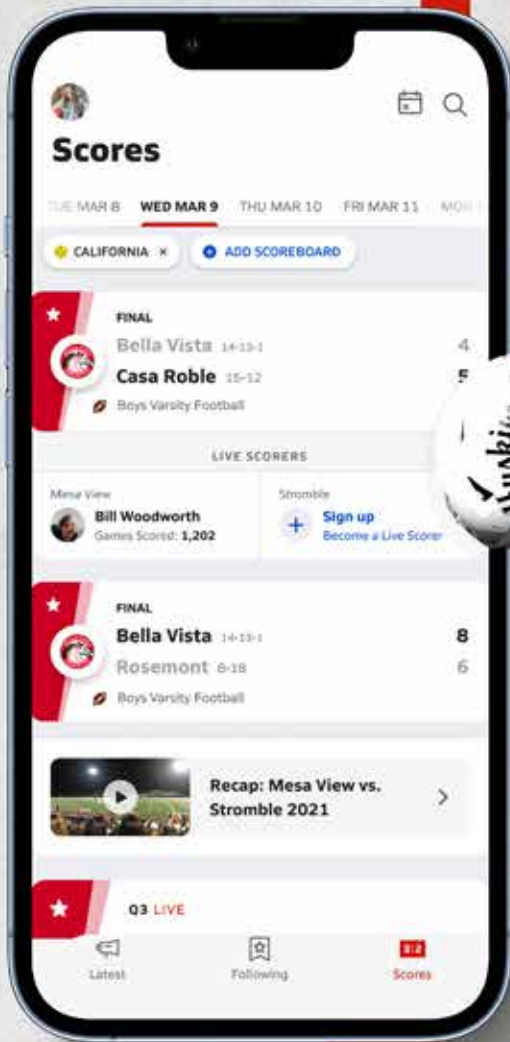 Scores
TUE MAR 8 WED MAR 9 THU MAR 10 FRI MAR 11 MON
CALIFORNIA × ADD SCOREBOARD
FINAL
Bella Vista 14-13-1 4
Casa Roble 15-12 5
Boys Varsity Football
LIVE SCORERS
Mesa View
Bill Woodworth
Games Scored: 1,202
Stromble
+ Sign up
Become a Live Scorer
FINAL
Bella Vista 14-13-1 8
Rosemont 8-18 6
Boys Varsity Football
Recap: Mesa View vs.
Stromble 2021
Q3 LIVE
Latest Following Scores